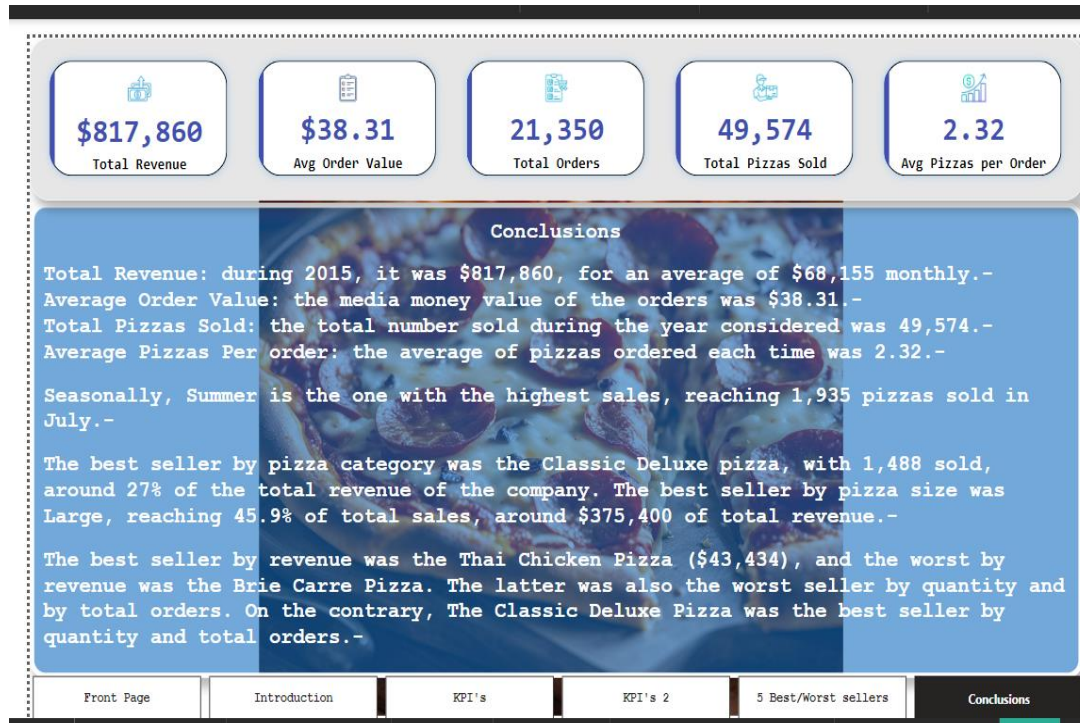 $817,860
Total Revenue
$38.31
Avg Order Value
21,350
Total Orders
49,574
Total Pizzas Sold
2.32
Avg Pizzas per Order
Conclusions
Total Revenue: during 2015, it was $817,860, for an average of $68,155 monthly.-
Average Order Value: the media money value of the orders was $38.31.-
Total Pizzas Sold: the total number sold during the year considered was 49,574.-
Average Pizzas Per order: the average of pizzas ordered each time was 2.32.-
Seasonally, Summer is the one with the highest sales, reaching 1,935 pizzas sold in
July.-
The best seller by pizza category was the Classic Deluxe pizza, with 1,488 sold,
around 27% of the total revenue of the company. The best seller by pizza size was
Large, reaching 45.9% of total sales, around $375,400 of total revenue.-
The best seller by revenue was the Thai Chicken Pizza ($43,434), and the worst by
revenue was the Brie Carre Pizza. The latter was also the worst seller by quantity and
by total orders. On the contrary, The Classic Deluxe Pizza was the best seller by
quantity and total orders.-
Front Page
Introduction
KPI's
KPI's 2
5 Best/Worst sellers
Conclusions